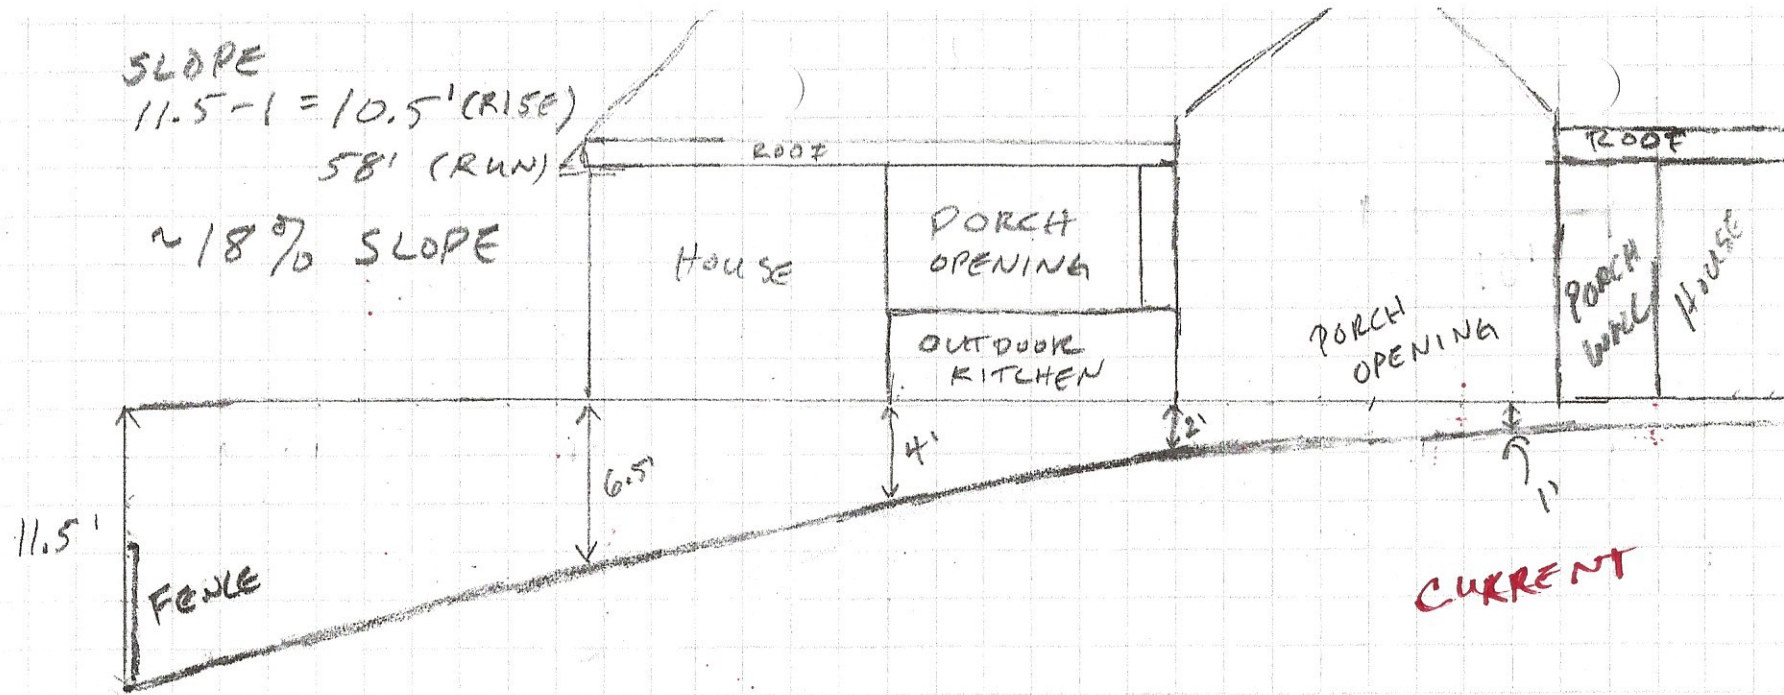 SLOPE
11.5-1 = 10.5' (RISE)
58' (RUN)
~18% SLOPE
ROOF
ROOF
HOUSE
PORCH
OPENING
OUTDOOR
KITCHEN
PORCH
OPENING
PORCH
WALL
HOUSE
11.5'
6.5'
4'
2'
1'
FENCE
CURRENT